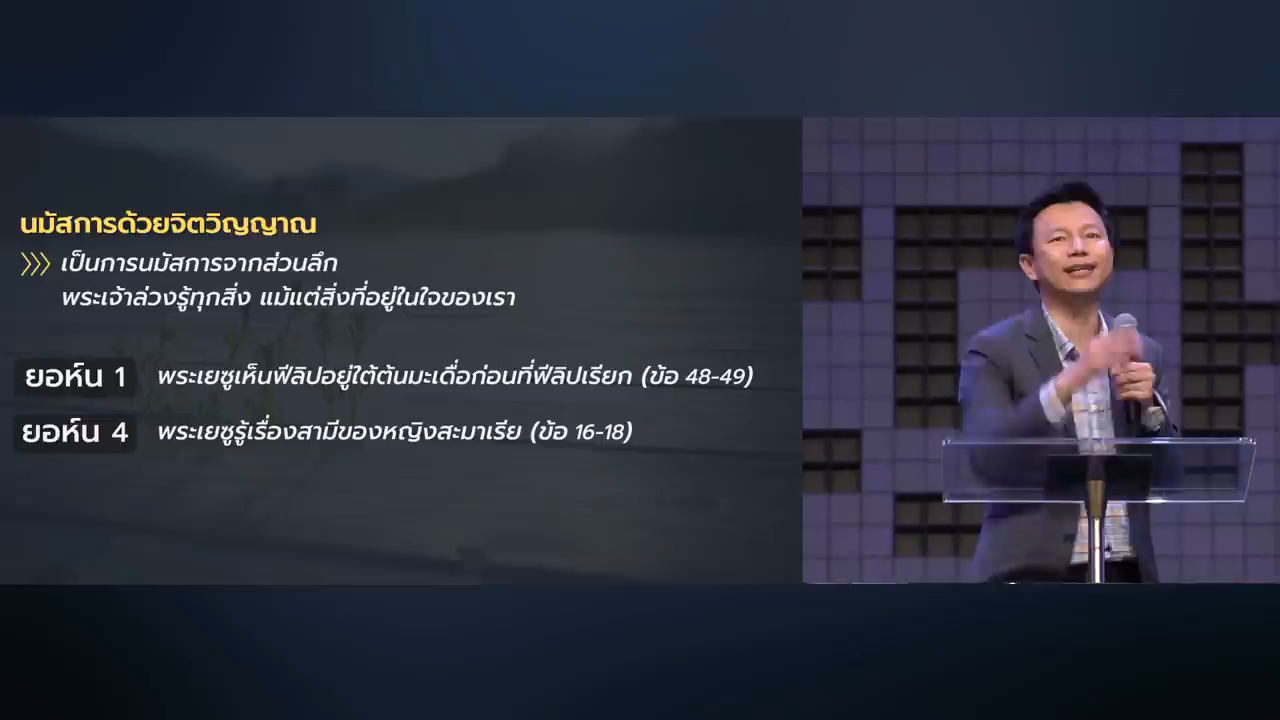 นมัสการด้วยจิตวิญญาณ
เป็นการนมัสการจากส่วนลึก
พระเจ้าล่วงรู้ทุกสิ่ง แม้แต่สิ่งที่อยู่ในใจของเรา
ยอห์น 1 พระเยซูเห็นฟีลิปอยู่ใต้ต้นมะเดื่อก่อนที่ฟีลิปเรียก (ข้อ 48-49)
ยอห์น 4 พระเยซูรู้เรื่องสามีของหญิงสะมาเรีย (ข้อ 16-18)